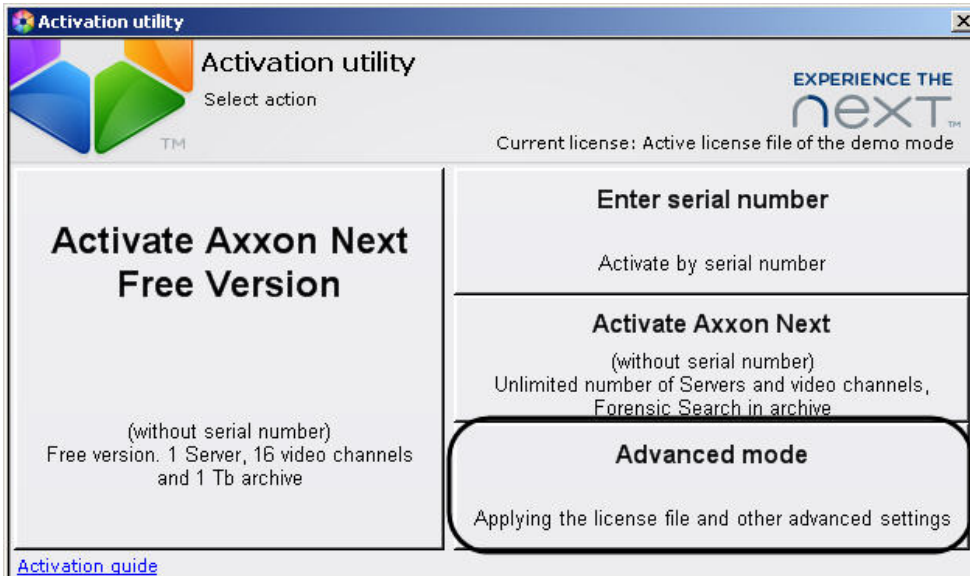 Activation utility
Activation utility
Select action
EXPERIENCE THE
next™
TM
Current license: Active license file of the demo mode
Activate Axxon Next
Free Version
(without serial number)
Free version. 1 Server, 16 video channels
and 1 Tb archive
Enter serial number
Activate by serial number
Activate Axxon Next
(without serial number)
Unlimited number of Servers and video channels,
Forensic Search in archive
Advanced mode
Applying the license file and other advanced settings
Activation guide